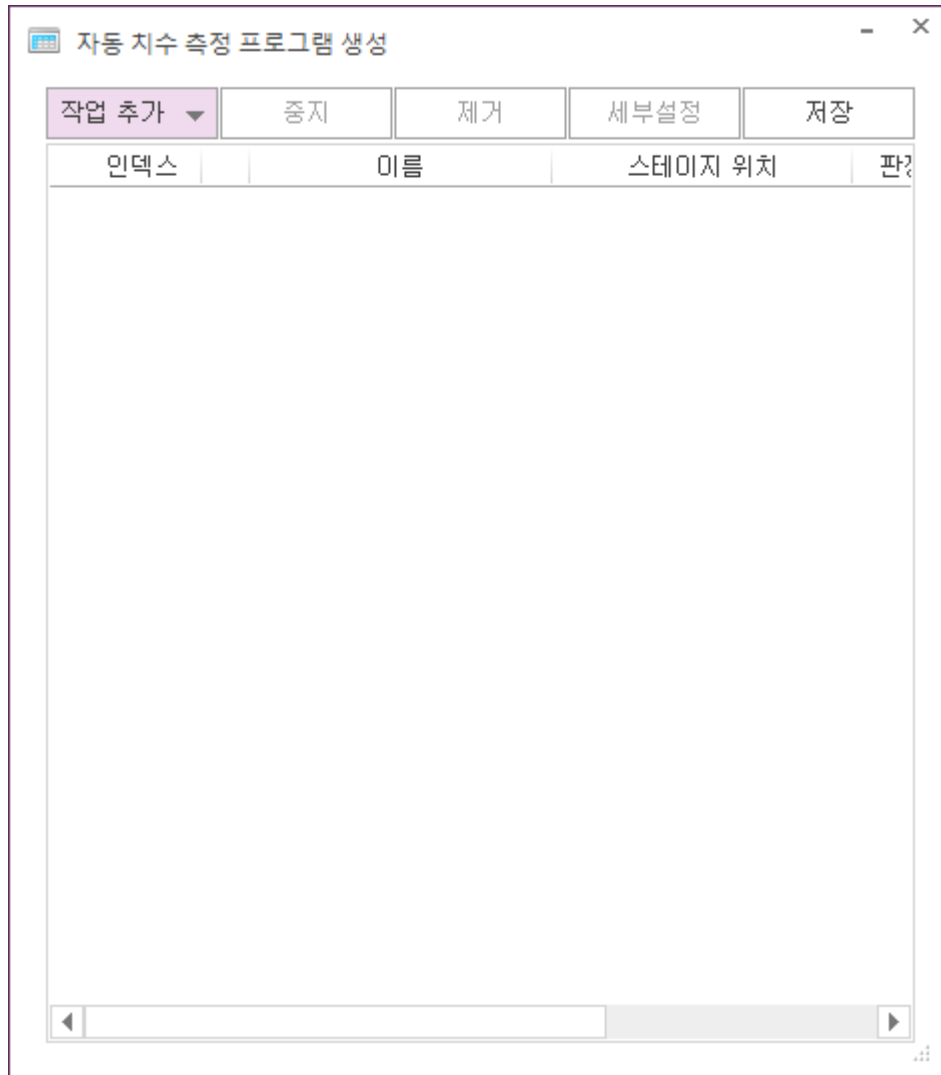 자동 치수 측정 프로그램 생성
작업 추가 중지 제거 세부설정 저장
인덱스 이름 스테이지 위치